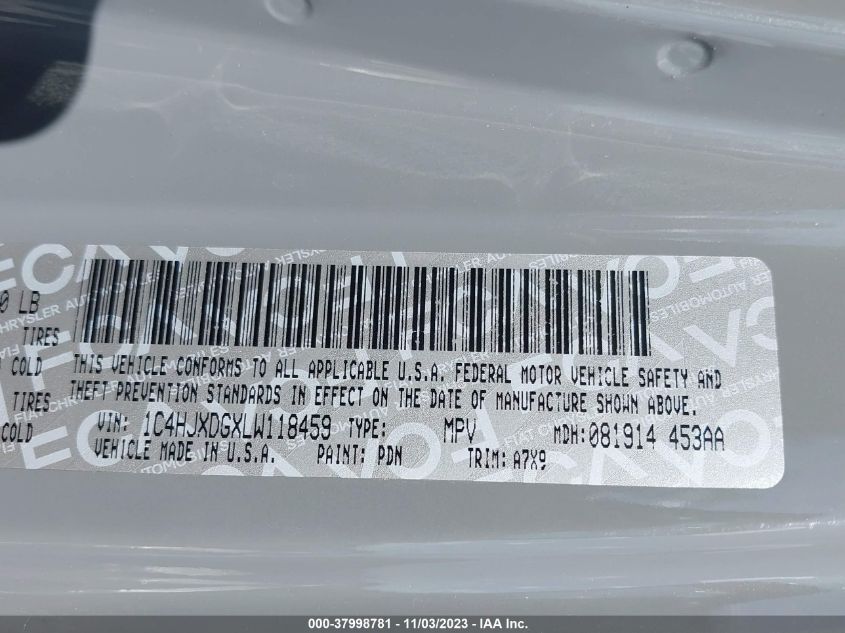 0 LB
TIRES
COLD
TIRES
COLD
THIS VEHICLE CONFORMS TO ALL APPLICABLE U.S.A. FEDERAL MOTOR VEHICLE SAFETY AND
THEFT PREVENTION STANDARDS IN EFFECT ON THE DATE OF MANUFACTURE SHOWN ABOVE.
VIN: 1C4HJXDGXLW118459 TYPE: MPV MDH: 081914 453AA
VEHICLE MADE IN U.S.A. PAINT: PDN TRIM: A7X9
000-37998781 - 11/03/2023 - IAA Inc.